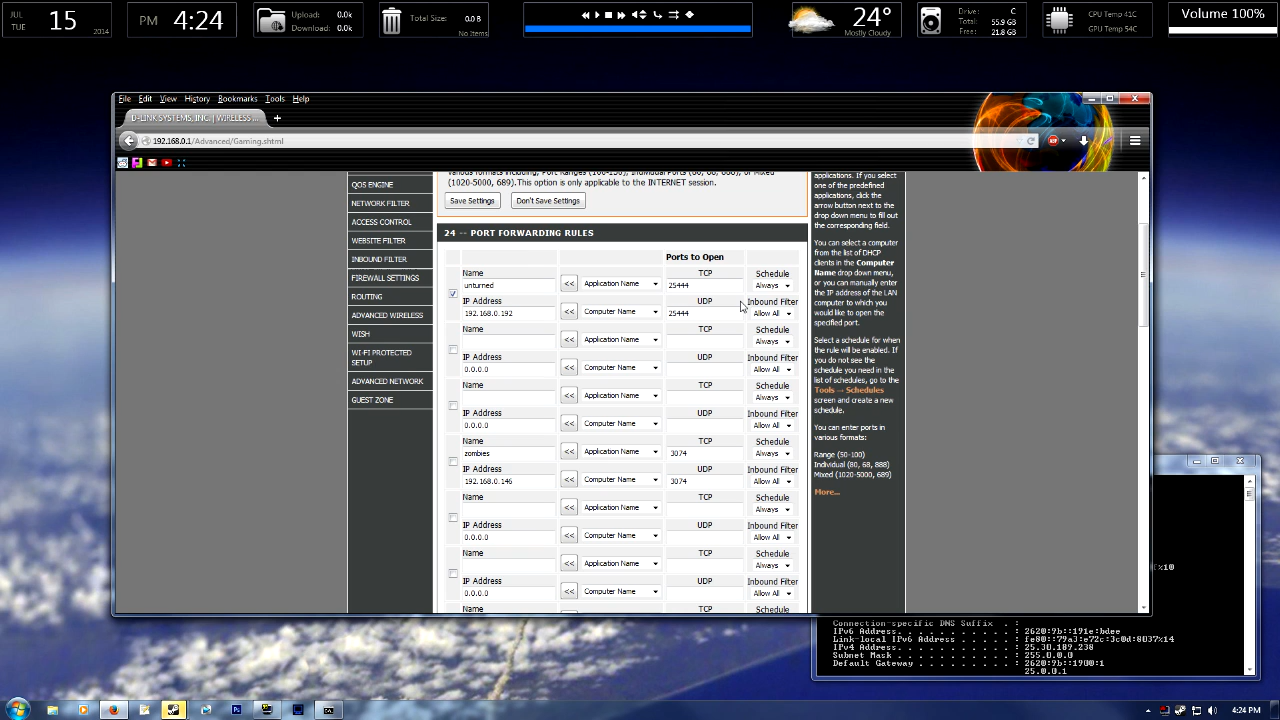 JUL
TUE
15
2014
PM 4:24
Upload: 0.0k
Download: 0.0k
Total Size: 0.0 B
No Items
24°
Mostly Cloudy
Drive: C
Total: 55.9 GB
Free: 21.8 GB
CPU Temp 41C
GPU Temp 54C
Volume 100%
File Edit View History Bookmarks Tools Help
D-LINK SYSTEMS, INC. | WIRELESS ...
192.168.0.1/Advanced/Gaming.shtml
QOS ENGINE
NETWORK FILTER
ACCESS CONTROL
WEBSITE FILTER
INBOUND FILTER
FIREWALL SETTINGS
ROUTING
ADVANCED WIRELESS
WISH
WI-FI PROTECTED
SETUP
ADVANCED NETWORK
GUEST ZONE
(1020-5000, 689).This option is only applicable to the INTERNET session.
Save Settings Don't Save Settings
24 -- PORT FORWARDING RULES
Ports to Open
Name TCP Schedule
unturned << Application Name 25444 Always
IP Address UDP Inbound Filter
192.168.0.192 << Computer Name 25444 Allow All
Name TCP Schedule
<< Application Name Always
IP Address UDP Inbound Filter
0.0.0.0 << Computer Name Allow All
Name TCP Schedule
<< Application Name Always
IP Address UDP Inbound Filter
0.0.0.0 << Computer Name Allow All
Name TCP Schedule
zombies << Application Name 3074 Always
IP Address UDP Inbound Filter
192.168.0.146 << Computer Name 3074 Allow All
Name TCP Schedule
<< Application Name Always
IP Address UDP Inbound Filter
0.0.0.0 << Computer Name Allow All
Name TCP Schedule
<< Application Name Always
IP Address UDP Inbound Filter
0.0.0.0 << Computer Name Allow All
Name TCP Schedule
applications. If you select
one of the predefined
applications, click the
arrow button next to the
drop down menu to fill out
the corresponding field.
You can select a computer
from the list of DHCP
clients in the Computer
Name drop down menu,
or you can manually enter
the IP address of the LAN
computer to which you
would like to open the
specified port.
Select a schedule for when
the rule will be enabled. If
you do not see the
schedule you need in the
list of schedules, go to the
Tools → Schedules
screen and create a new
schedule.
You can enter ports in
various formats:
Range (50-100)
Individual (80, 68, 888)
Mixed (1020-5000, 689)
More...
%10
Connection-specific DNS Suffix . :
IPv6 Address. . . . . . . . . . . : 2620:9b::191e:bdee
Link-local IPv6 Address . . . . . : fe80::79a3:e72c:3c0d:8037%14
IPv4 Address. . . . . . . . . . . : 25.30.189.238
Subnet Mask . . . . . . . . . . . : 255.0.0.0
Default Gateway . . . . . . . . . : 2620:9b::1900:1
25.0.0.1
4:24 PM